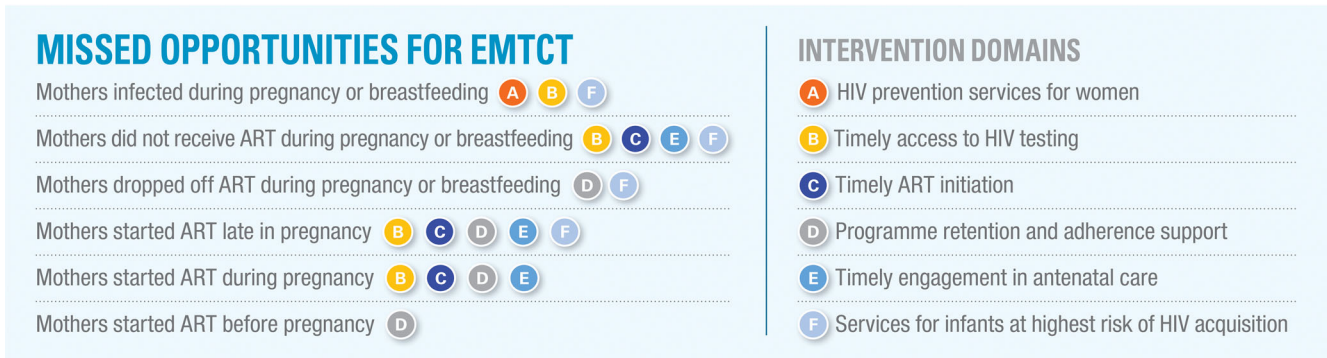 MISSED OPPORTUNITIES FOR EMTCT
Mothers infected during pregnancy or breastfeeding A B F
Mothers did not receive ART during pregnancy or breastfeeding B C E F
Mothers dropped off ART during pregnancy or breastfeeding D F
Mothers started ART late in pregnancy B C D E F
Mothers started ART during pregnancy B C D E
Mothers started ART before pregnancy D
INTERVENTION DOMAINS
A HIV prevention services for women
B Timely access to HIV testing
C Timely ART initiation
D Programme retention and adherence support
E Timely engagement in antenatal care
F Services for infants at highest risk of HIV acquisition